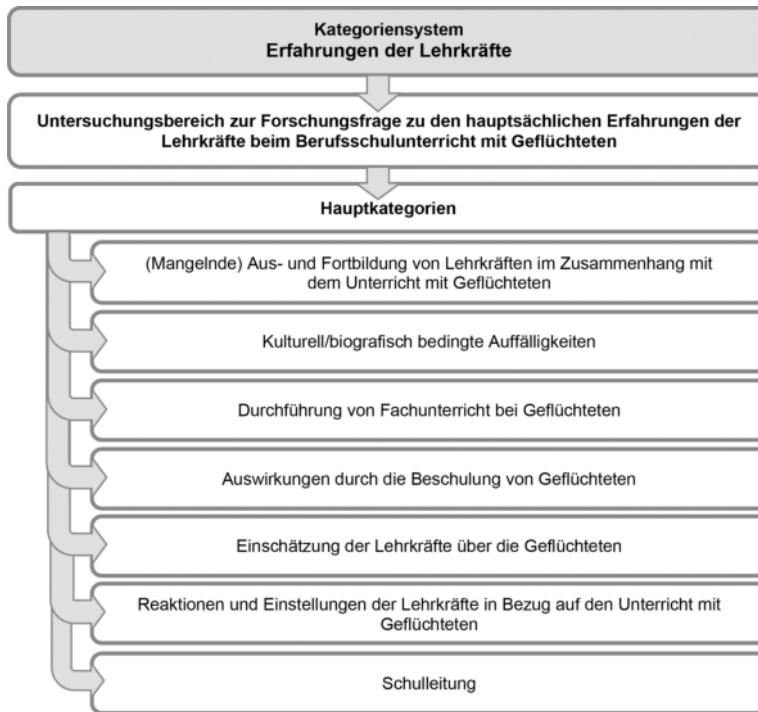 Kategoriensystem
Erfahrungen der Lehrkräfte
Untersuchungsbereich zur Forschungsfrage zu den hauptsächlichen Erfahrungen der
Lehrkräfte beim Berufsschulunterricht mit Geflüchteten
Hauptkategorien
(Mangelnde) Aus- und Fortbildung von Lehrkräften im Zusammenhang mit
dem Unterricht mit Geflüchteten
Kulturell/biografisch bedingte Auffälligkeiten
Durchführung von Fachunterricht bei Geflüchteten
Auswirkungen durch die Beschulung von Geflüchteten
Einschätzung der Lehrkräfte über die Geflüchteten
Reaktionen und Einstellungen der Lehrkräfte in Bezug auf den Unterricht mit
Geflüchteten
Schulleitung